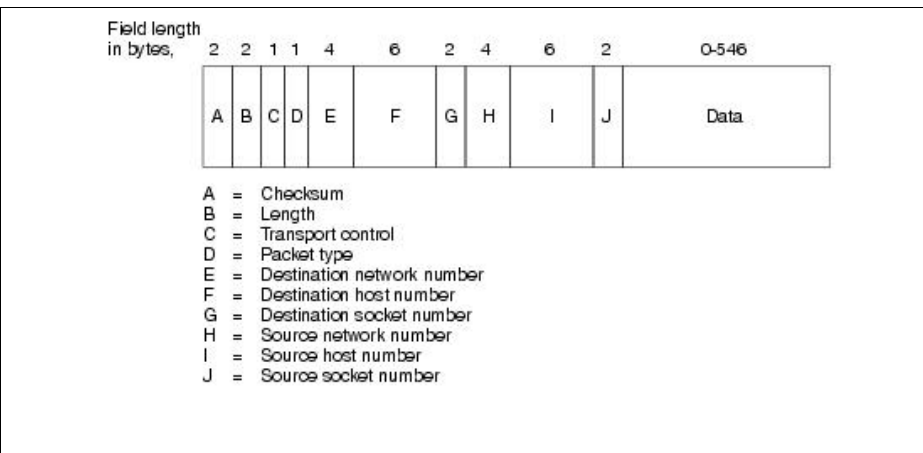 Field length
in bytes, 2 2 1 1 4 6 2 4 6 2 0-546
A B C D E F G H I J Data
A = Checksum
B = Length
C = Transport control
D = Packet type
E = Destination network number
F = Destination host number
G = Destination socket number
H = Source network number
I = Source host number
J = Source socket number